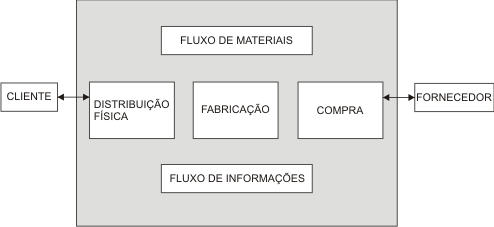 FLUXO DE MATERIAIS
CLIENTE
DISTRIBUIÇÃO
FÍSICA
FABRICAÇÃO
COMPRA
FORNECEDOR
FLUXO DE INFORMAÇÕES